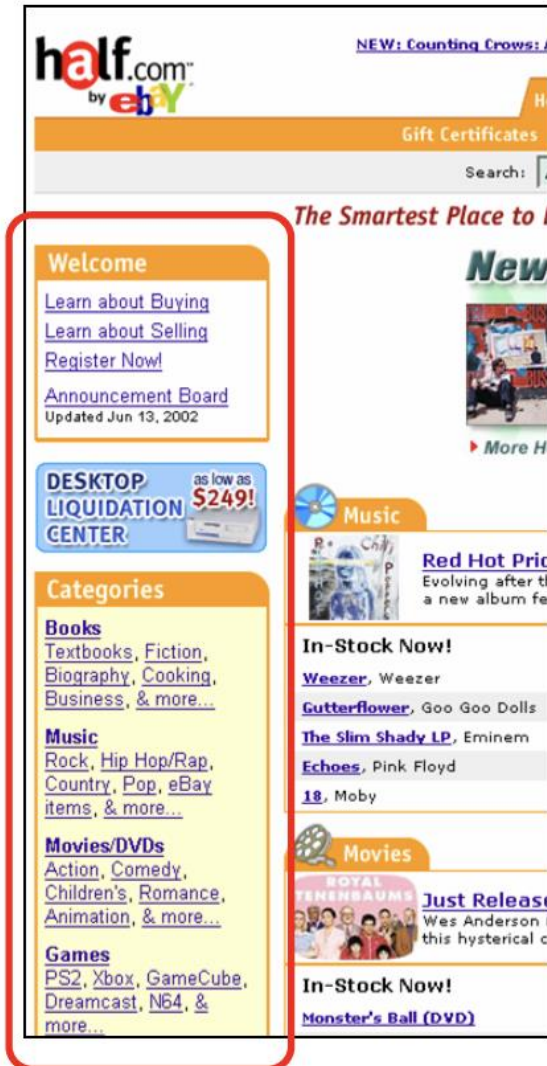 half.com
by ebaY
NEW: Counting Crows:
Gift Certificates
Search:
The Smartest Place to
Welcome
Learn about Buying
Learn about Selling
Register Now!
Announcement Board
Updated Jun 13, 2002
DESKTOP
LIQUIDATION
CENTER
as low as
$249!
Categories
Books
Textbooks, Fiction,
Biography, Cooking,
Business, & more...
Music
Rock, Hip Hop/Rap,
Country, Pop, eBay
items, & more...
Movies/DVDs
Action, Comedy,
Children's, Romance,
Animation, & more...
Games
PS2, Xbox, GameCube,
Dreamcast, N64, &
more...
New
More H
Music
Red Hot Pric
Evolving after th
a new album fe
In-Stock Now!
Weezer, Weezer
Gutterflower, Goo Goo Dolls
The Slim Shady LP, Eminem
Echoes, Pink Floyd
18, Moby
Movies
ROYAL
TENENBAUMS
Just Release
Wes Anderson
this hysterical c
In-Stock Now!
Monster's Ball (DVD)